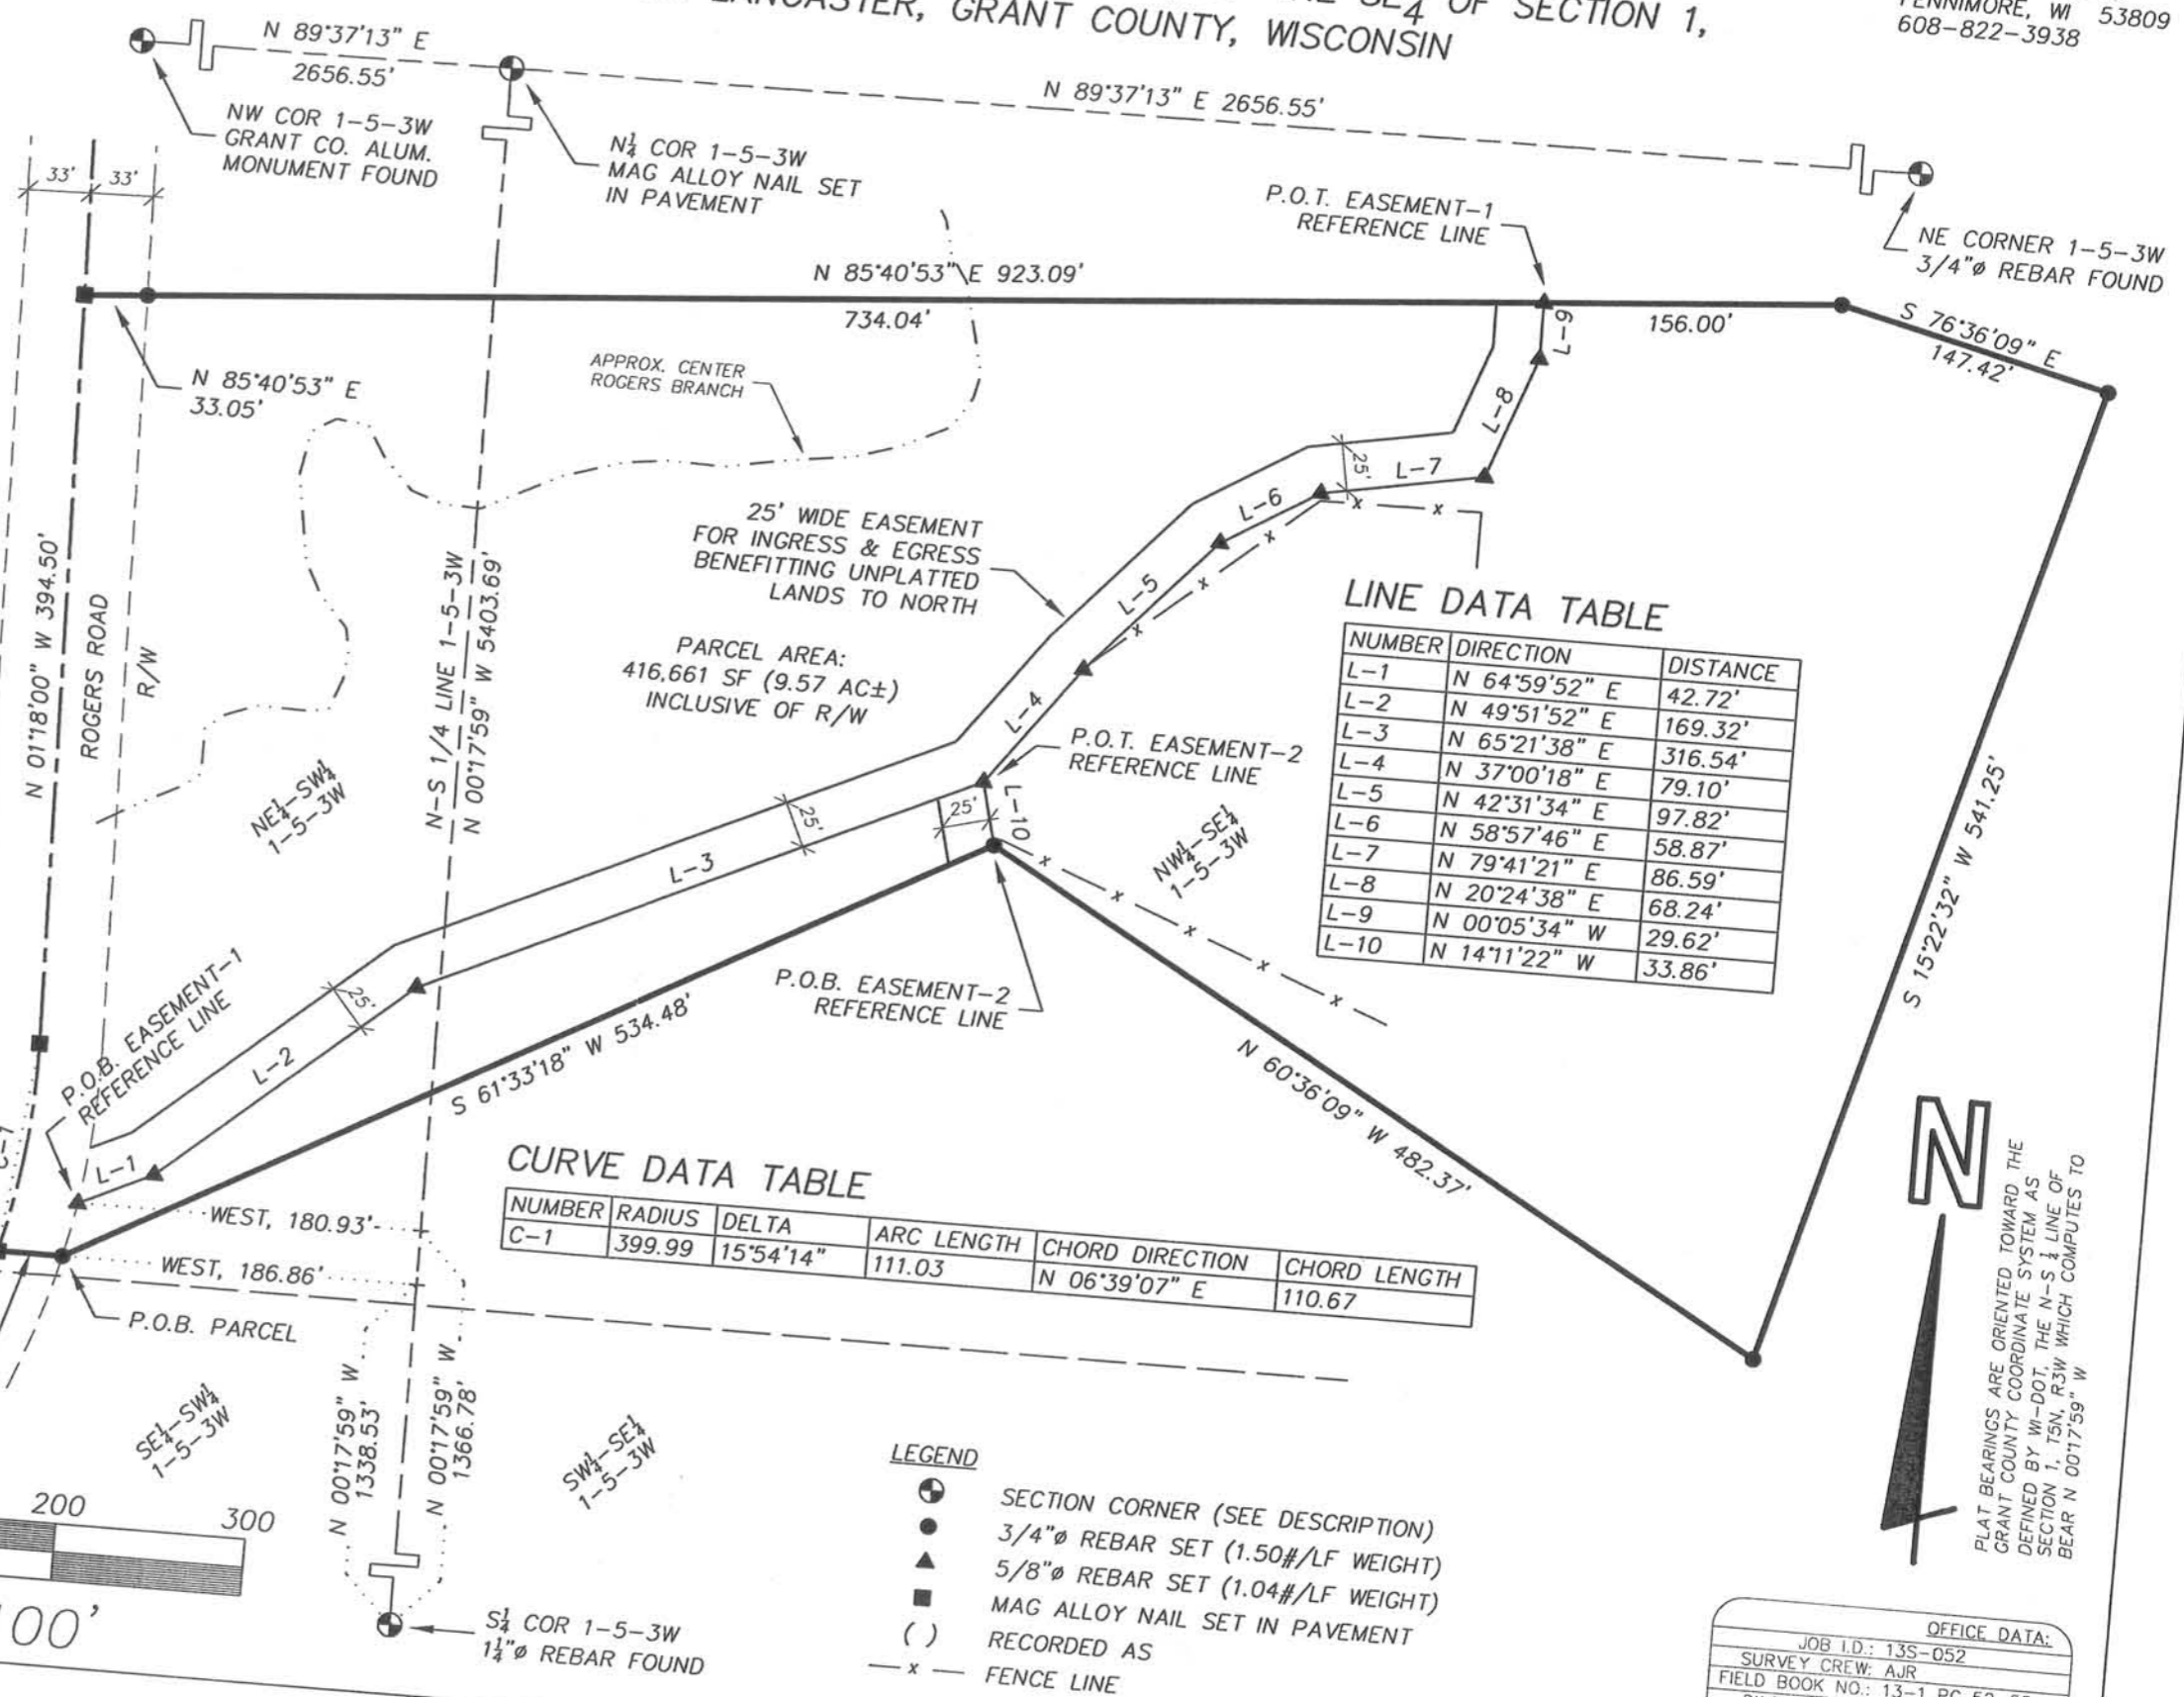 OF SECTION 1,
LANCASTER, GRANT COUNTY, WISCONSIN
FENNIMORE, WI 53809
608-822-3938
N 89°37'13" E
2656.55'
N 89°37'13" E 2656.55'
NW COR 1-5-3W
GRANT CO. ALUM.
MONUMENT FOUND
N¼ COR 1-5-3W
MAG ALLOY NAIL SET
IN PAVEMENT
33'
33'
P.O.T. EASEMENT-1
REFERENCE LINE
NE CORNER 1-5-3W
3/4"ø REBAR FOUND
N 85°40'53" E 923.09'
734.04'
156.00'
S 76°36'09" E
147.42'
N 85°40'53" E
33.05'
APPROX. CENTER
ROGERS BRANCH
L-9
L-8
L-7
25'
L-6
L-5
L-4
25' WIDE EASEMENT
FOR INGRESS & EGRESS
BENEFITTING UNPLATTED
LANDS TO NORTH
PARCEL AREA:
416,661 SF (9.57 AC±)
INCLUSIVE OF R/W
N 01°18'00" W 394.50'
ROGERS ROAD
R/W
N-S 1/4 LINE 1-5-3W
N 00°17'59" W 5403.69'
LINE DATA TABLE
NUMBER DIRECTION DISTANCE
L-1 N 64°59'52" E 42.72'
L-2 N 49°51'52" E 169.32'
L-3 N 65°21'38" E 316.54'
L-4 N 37°00'18" E 79.10'
L-5 N 42°31'34" E 97.82'
L-6 N 58°57'46" E 58.87'
L-7 N 79°41'21" E 86.59'
L-8 N 20°24'38" E 68.24'
L-9 N 00°05'34" W 29.62'
L-10 N 14°11'22" W 33.86'
P.O.T. EASEMENT-2
REFERENCE LINE
NE¼-SW¼
1-5-3W
NW¼-SE¼
1-5-3W
25'
L-10
25'
L-3
S 15°22'32" W 541.25'
P.O.B. EASEMENT-1
REFERENCE LINE
25'
L-2
L-1
P.O.B. EASEMENT-2
REFERENCE LINE
S 61°33'18" W 534.48'
N 60°36'09" W 482.37'
WEST, 180.93'
WEST, 186.86'
P.O.B. PARCEL
CURVE DATA TABLE
NUMBER RADIUS DELTA ARC LENGTH CHORD DIRECTION CHORD LENGTH
C-1 399.99 15°54'14" 111.03 N 06°39'07" E 110.67
N
PLAT BEARINGS ARE ORIENTED TOWARD THE
GRANT COUNTY COORDINATE SYSTEM AS
DEFINED BY WI-DOT, THE N-S ¼ LINE OF
SECTION 1, T5N, R3W WHICH COMPUTES TO
BEAR N 00°17'59" W
SE¼-SW¼
1-5-3W
N 00°17'59" W
1338.53'
N 00°17'59" W
1366.78'
SW¼-SE¼
1-5-3W
200
300
00'
S¼ COR 1-5-3W
1¼"ø REBAR FOUND
LEGEND
SECTION CORNER (SEE DESCRIPTION)
3/4"ø REBAR SET (1.50#/LF WEIGHT)
5/8"ø REBAR SET (1.04#/LF WEIGHT)
MAG ALLOY NAIL SET IN PAVEMENT
( ) RECORDED AS
— x — FENCE LINE
OFFICE DATA:
JOB I.D.: 13S-052
SURVEY CREW: AJR
FIELD BOOK NO.: 13-1